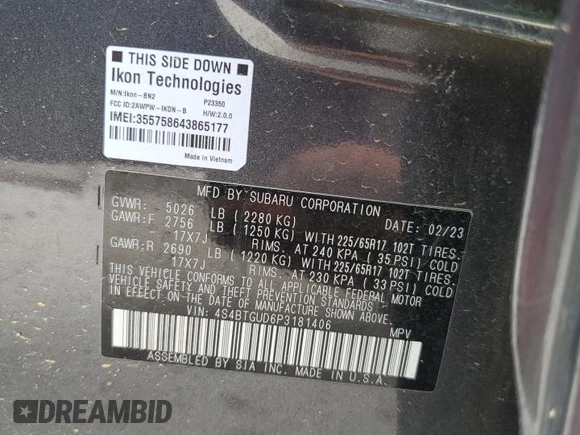 THIS SIDE DOWN
Ikon Technologies
M/N:Ikon-BN2 P23350
FCC ID:2AWPW-IKON-B H/W:2.0.0
IMEI:355758643865177
Made in Vietnam
MFD BY SUBARU CORPORATION
GVWR: 5026 LB (2280 KG) DATE: 02/23
GAWR:F 2756 LB (1250 KG) WITH 225/65R17 102T TIRES.
17X7J RIMS. AT 240 KPA (35 PSI) COLD
GAWR:R 2690 LB (1220 KG) WITH 225/65R17 102T TIRES.
17X7J RIMS. AT 230 KPA (33 PSI) COLD
THIS VEHICLE CONFORMS TO ALL APPLICABLE FEDERAL MOTOR
VEHICLE SAFETY AND THEFT PREVENTION STANDARDS IN EFFECT
ON THE DATE OF MANUFACTURE SHOWN ABOVE.
VIN: 4S4BTGUD6P3181406 MPV
ASSEMBLED BY SIA INC. MADE IN U.S.A.
DREAMBID